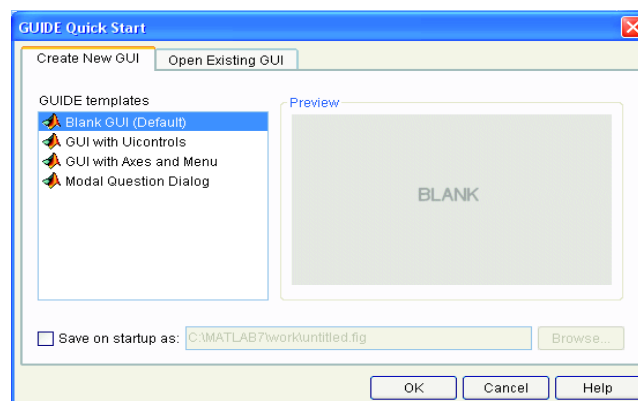 GUIDE Quick Start
Create New GUI
Open Existing GUI
GUIDE templates
Blank GUI (Default)
GUI with Uicontrols
GUI with Axes and Menu
Modal Question Dialog
Preview
BLANK
Save on startup as:
C:\MATLAB7\work\untitled.fig
Browse...
OK
Cancel
Help